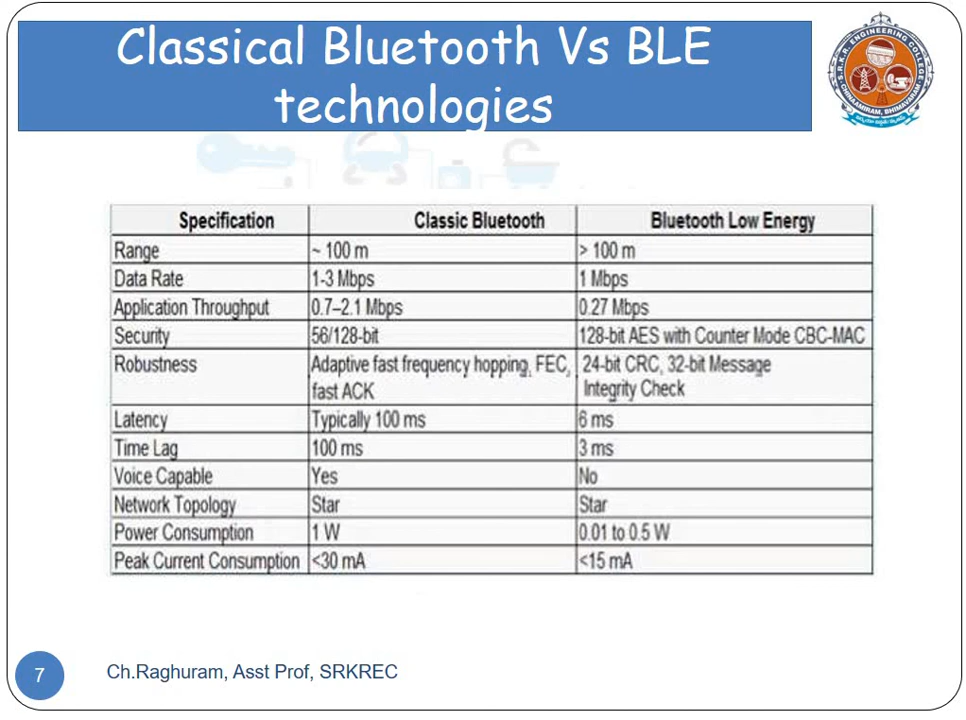 Classical Bluetooth Vs BLE
technologies
S.R.K.R. ENGINEERING COLLEGE
CHINAAMIRAM, BHIMAVARAM
Specification Classic Bluetooth Bluetooth Low Energy
Range ~ 100 m > 100 m
Data Rate 1-3 Mbps 1 Mbps
Application Throughput 0.7–2.1 Mbps 0.27 Mbps
Security 56/128-bit 128-bit AES with Counter Mode CBC-MAC
Robustness Adaptive fast frequency hopping, FEC, 24-bit CRC, 32-bit Message
fast ACK Integrity Check
Latency Typically 100 ms 6 ms
Time Lag 100 ms 3 ms
Voice Capable Yes No
Network Topology Star Star
Power Consumption 1 W 0.01 to 0.5 W
Peak Current Consumption <30 mA <15 mA
7 Ch.Raghuram, Asst Prof, SRKREC